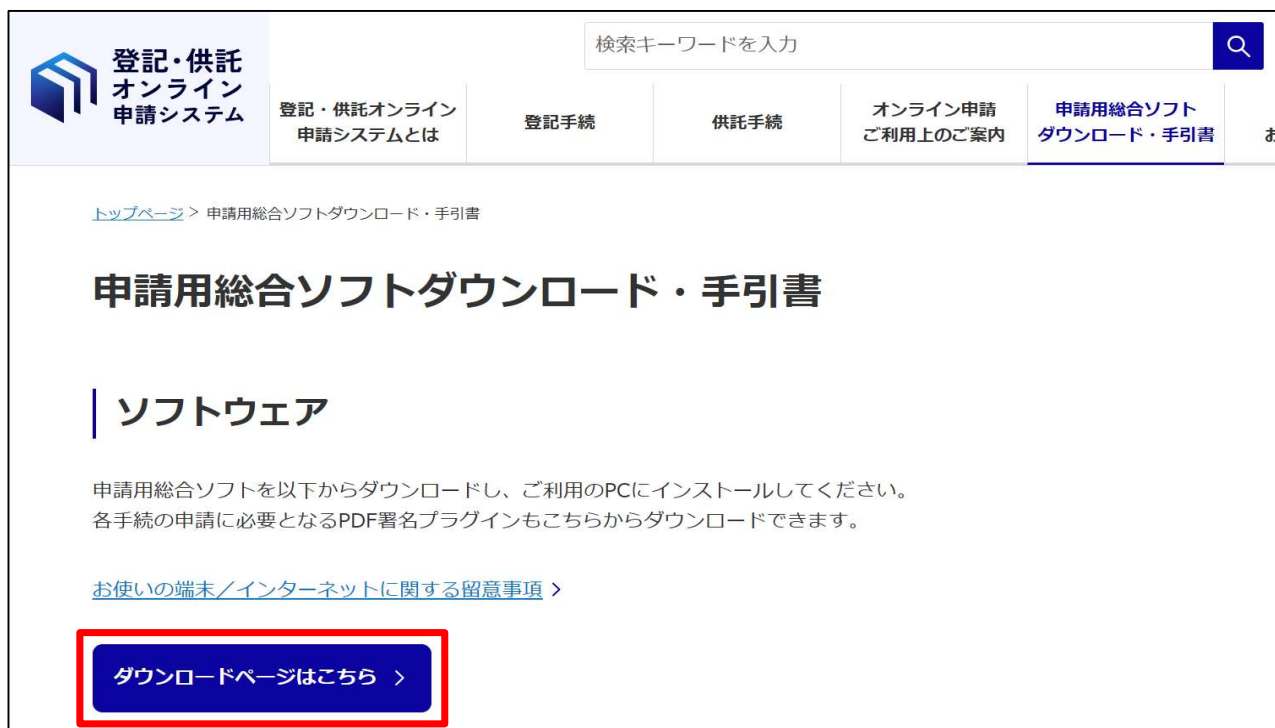 登記・供託
オンライン
申請システム
検索キーワードを入力
登記・供託オンライン
申請システムとは
登記手続
供託手続
オンライン申請
ご利用上のご案内
申請用総合ソフト
ダウンロード・手引書
お
トップページ > 申請用総合ソフトダウンロード・手引書
申請用総合ソフトダウンロード・手引書
ソフトウェア
申請用総合ソフトを以下からダウンロードし、ご利用のPCにインストールしてください。
各手続の申請に必要となるPDF署名プラグインもこちらからダウンロードできます。
お使いの端末／インターネットに関する留意事項 >
ダウンロードページはこちら >